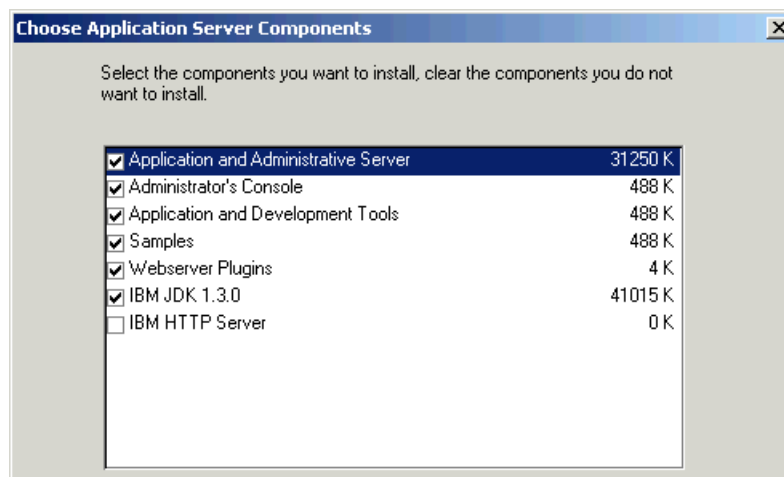 Choose Application Server Components
Select the components you want to install, clear the components you do not
want to install.
Application and Administrative Server 31250 K
Administrator's Console 488 K
Application and Development Tools 488 K
Samples 488 K
Webserver Plugins 4 K
IBM JDK 1.3.0 41015 K
IBM HTTP Server 0 K